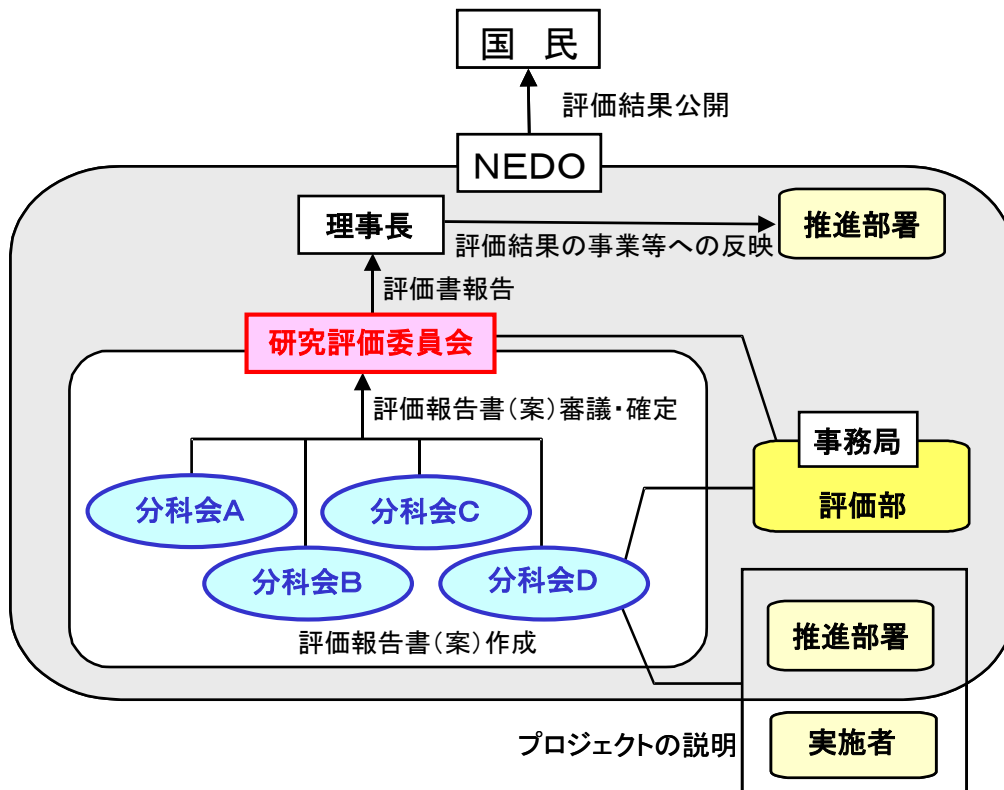 国　民
評価結果公開
NEDO
理事長
推進部署
評価結果の事業等への反映
評価書報告
研究評価委員会
評価報告書(案)審議・確定
事務局
評価部
分科会A
分科会C
分科会B
分科会D
評価報告書(案)作成
推進部署
プロジェクトの説明
実施者